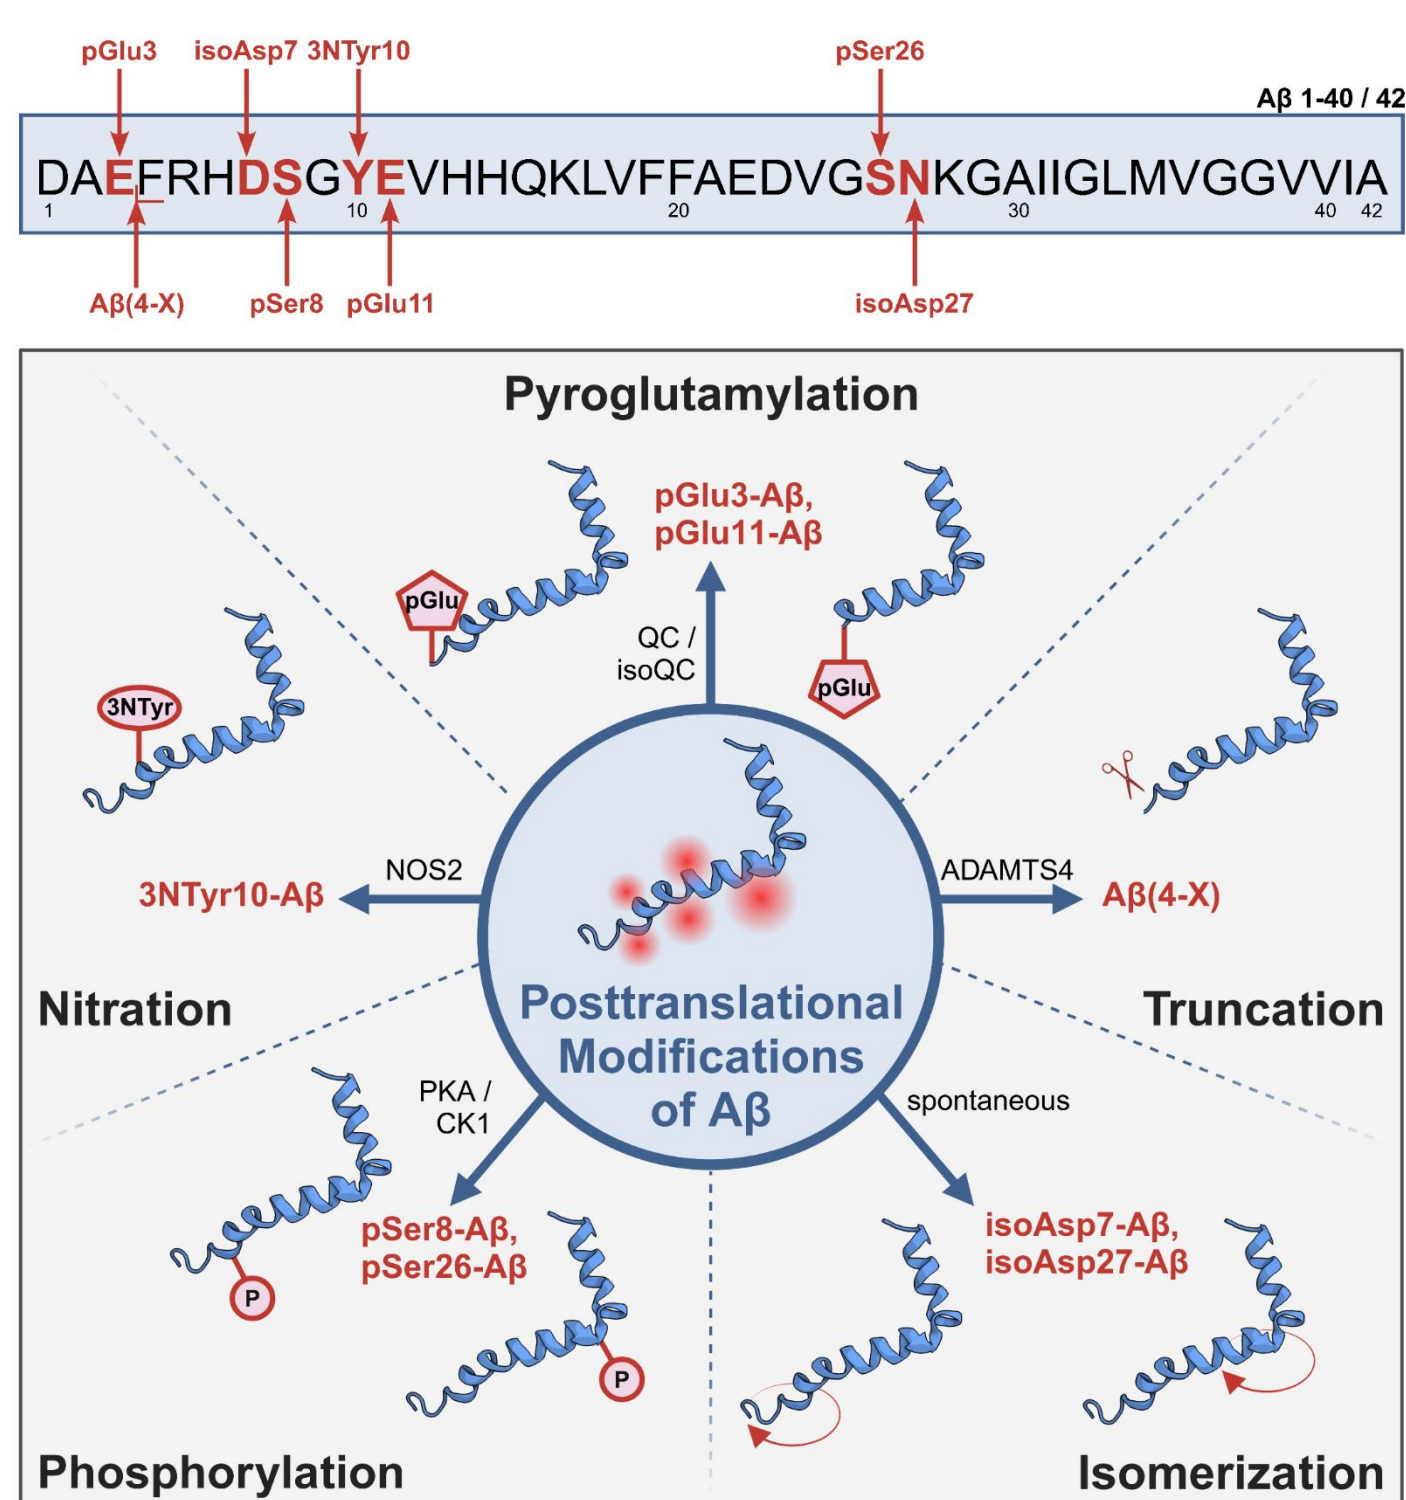 pGlu3 isoAsp7 3NTyr10 pSer26
Aβ 1-40 / 42
DAEFRHDSGYEVHHQKLVFFAEDVGSNKGAIIGLMVGGVVIA
1 10 20 30 40 42
Aβ(4-X) pSer8 pGlu11 isoAsp27
Pyroglutamylation
pGlu3-Aβ,
pGlu11-Aβ
pGlu
QC /
isoQC
pGlu
3NTyr
NOS2
3NTyr10-Aβ
Nitration
ADAMTS4
Aβ(4-X)
Truncation
Posttranslational
Modifications
of Aβ
PKA /
CK1
pSer8-Aβ,
pSer26-Aβ
P
P
Phosphorylation
spontaneous
isoAsp7-Aβ,
isoAsp27-Aβ
Isomerization